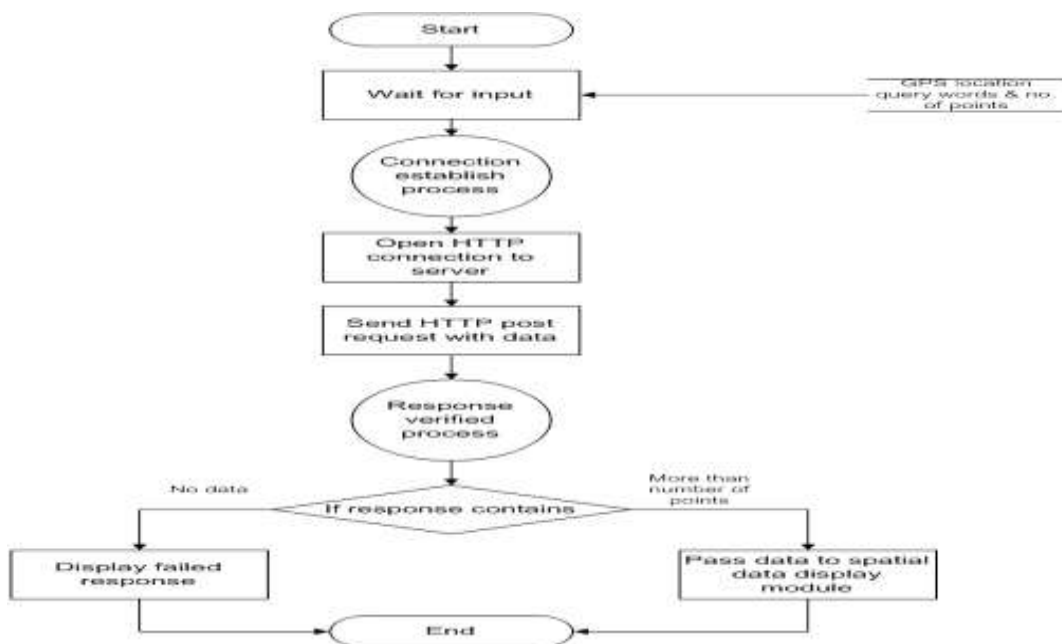 Start
Wait for input
GPS location
query words & no.
of points
Connection
establish
process
Open HTTP
connection to
server
Send HTTP post
request with data
Response
verified
process
No data
More than
number of
points
If response contains
Display failed
response
Pass data to spatial
data display
module
End